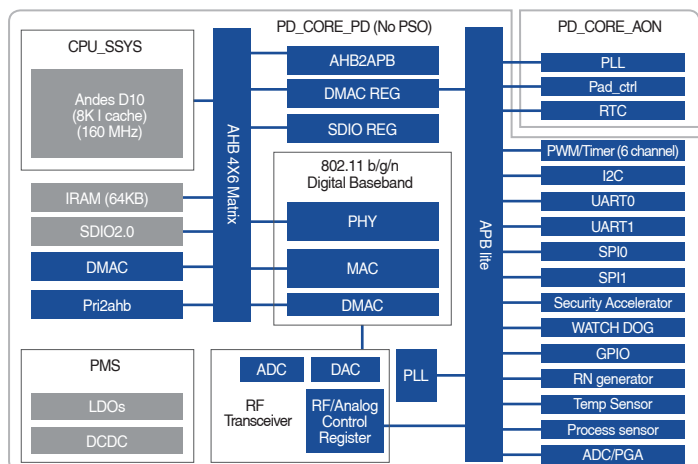 CPU_SSYS
Andes D10
(8K I cache)
(160 MHz)
IRAM (64KB)
SDIO2.0
DMAC
Pri2ahb
PMS
LDOs
DCDC
AHB 4X6 Matrix
PD_CORE_PD (No PSO)
AHB2APB
DMAC REG
SDIO REG
802.11 b/g/n
Digital Baseband
PHY
MAC
DMAC
ADC
DAC
RF
Transceiver
RF/Analog
Control
Register
PLL
APB lite
PD_CORE_AON
PLL
Pad_ctrl
RTC
PWM/Timer (6 channel)
I2C
UART0
UART1
SPI0
SPI1
Security Accelerator
WATCH DOG
GPIO
RN generator
Temp Sensor
Process sensor
ADC/PGA